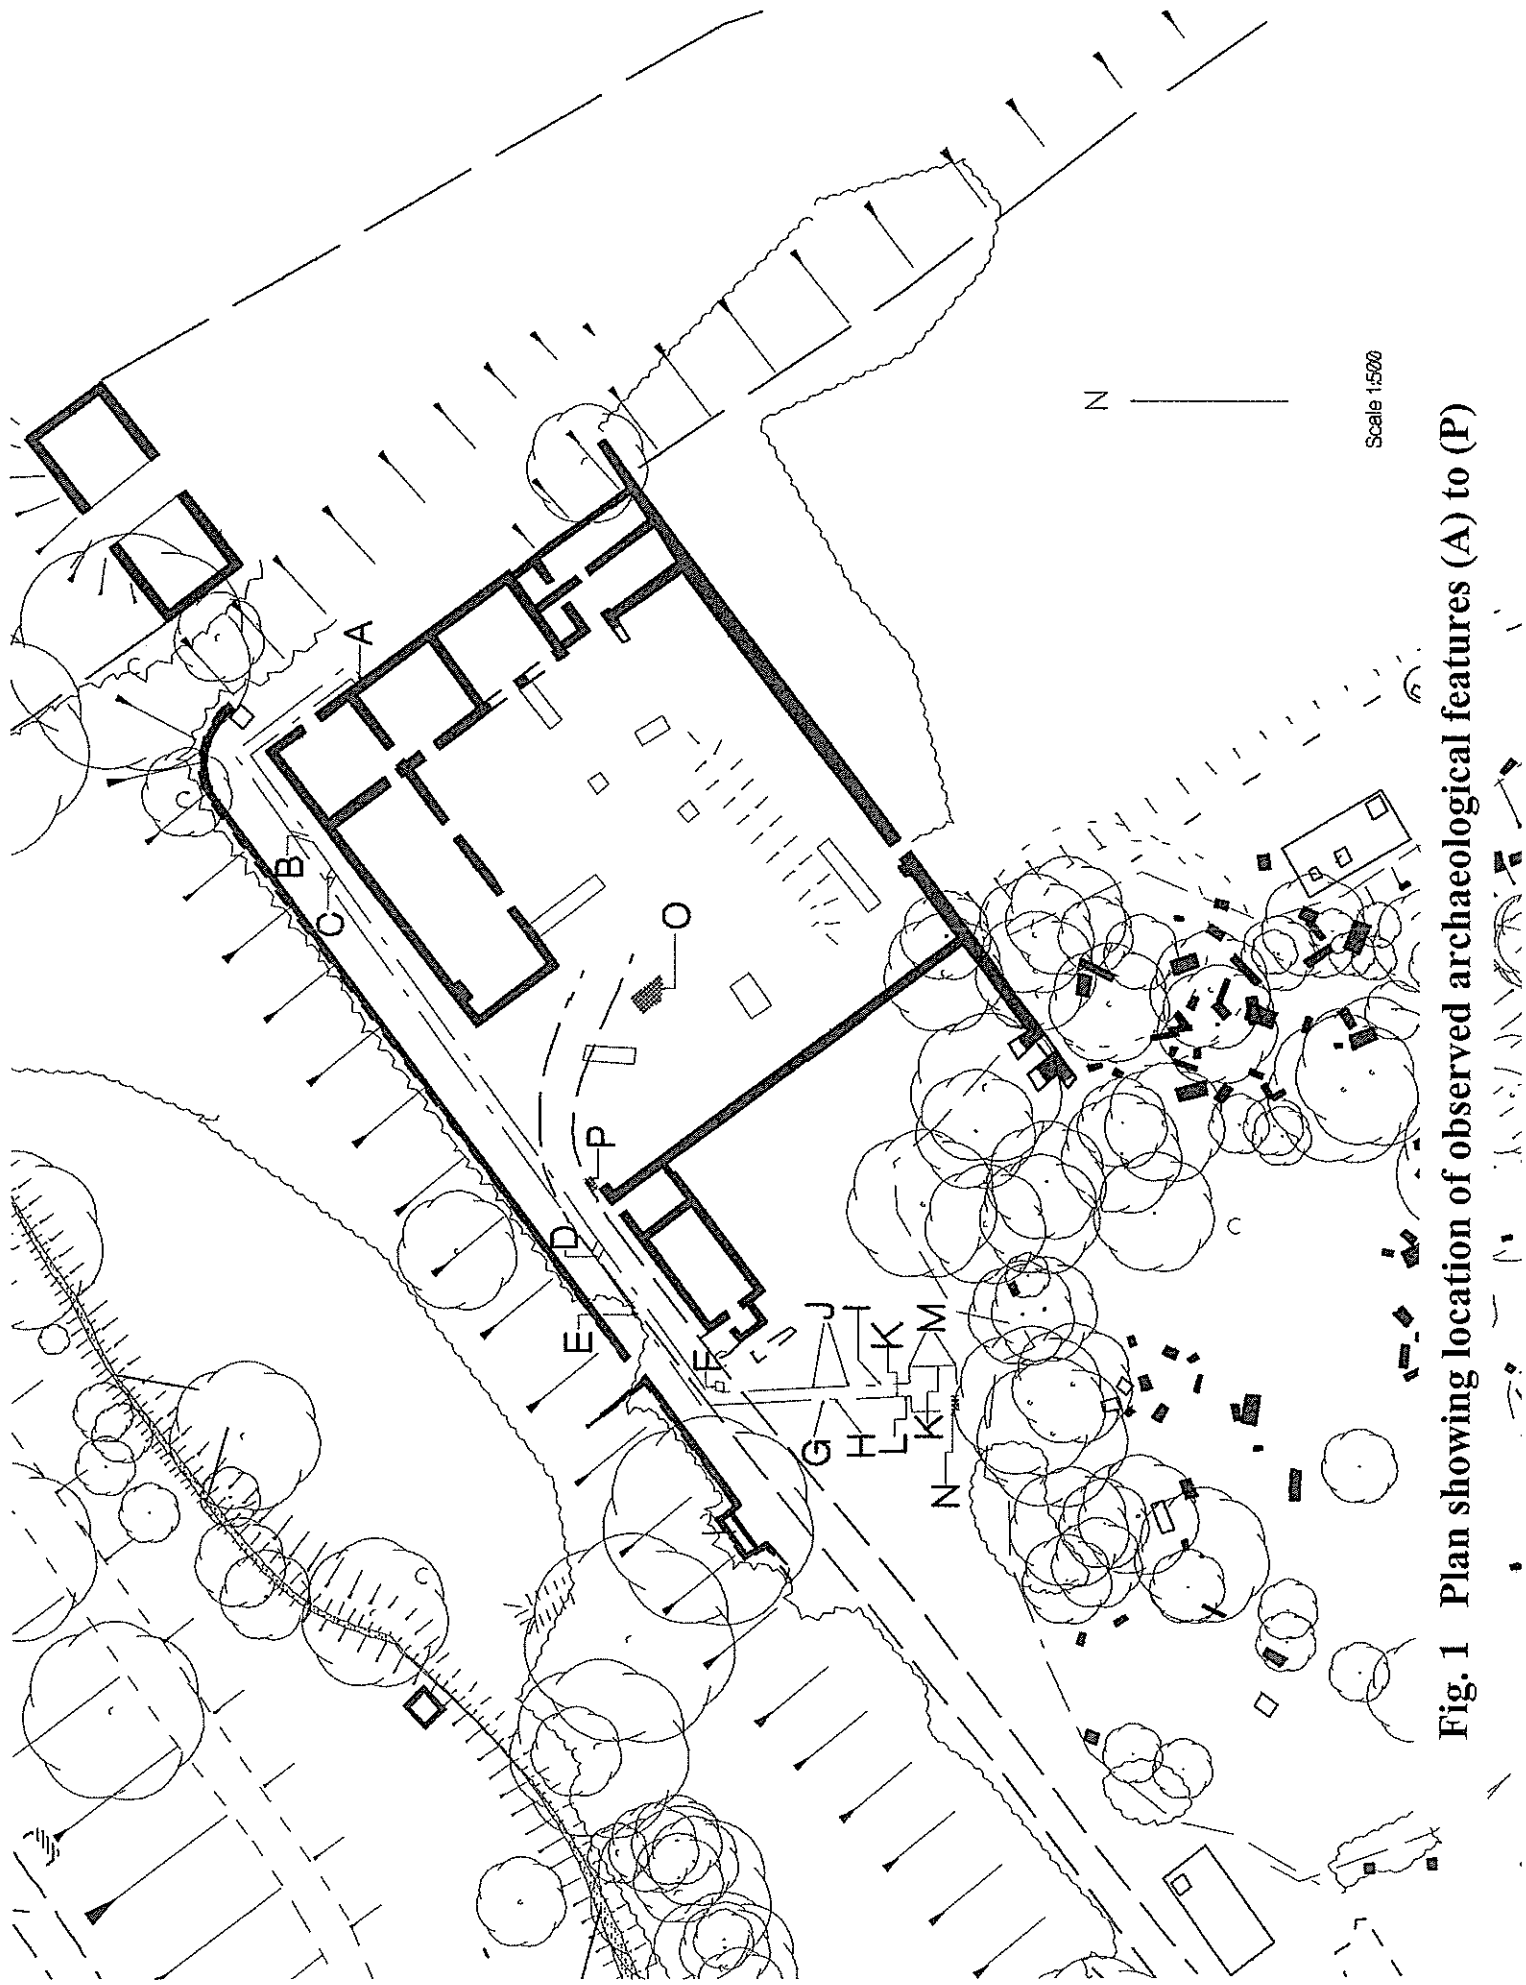 A
B
C
O
P
D
E
F
J
I
K
M
G
H
L
K
N
N
Scale 1:500
Fig. 1 Plan showing location of observed archaeological features (A) to (P)